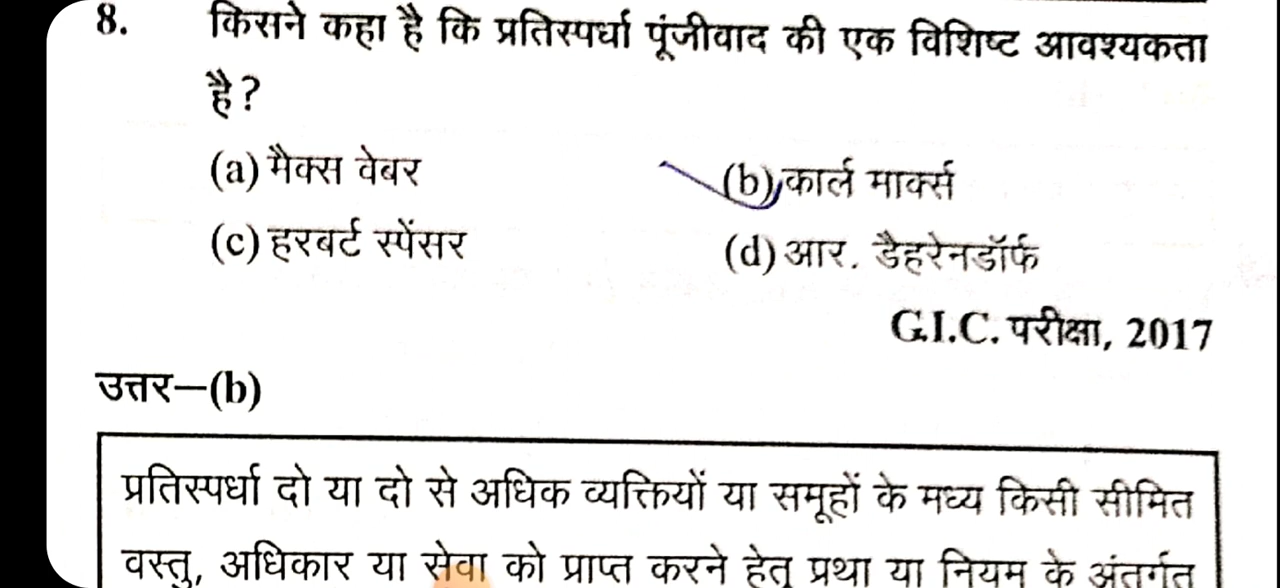 8. किसने कहा है कि प्रतिस्पर्धा पूंजीवाद की एक विशिष्ट आवश्यकता
है?
(a) मैक्स वेबर (b) कार्ल मार्क्स
(c) हरबर्ट स्पेंसर (d) आर. डैहरेनडॉर्फ
G.I.C. परीक्षा, 2017
उत्तर—(b)
प्रतिस्पर्धा दो या दो से अधिक व्यक्तियों या समूहों के मध्य किसी सीमित
वस्तु, अधिकार या सेवा को प्राप्त करने हेतु प्रथा या नियम के अंतर्गत